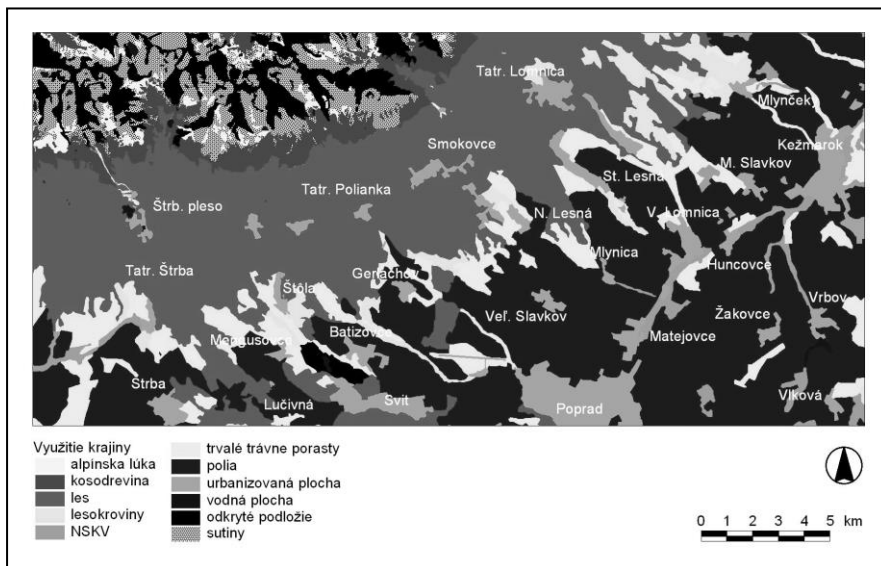 Tatr. Lomnica
Mlynčeky
Smokovce
Kežmarok
M. Slavkov
St. Lesná
Tatr. Polianka
Štrb. pleso
N. Lesná
V. Lomnica
Mlynica
Huncovce
Tatr. Štrba
Gerlachov
Štôla
Vrbov
Veľ. Slavkov
Žakovce
Batizovce
Mengusovce
Matejovce
Štrba
Vlková
Lučivná
Svit
Poprad
Využitie krajiny
alpínska lúka
kosodrevina
les
lesokroviny
NSKV
trvalé trávne porasty
polia
urbanizovaná plocha
vodná plocha
odkryté podložie
sutiny
0 1 2 3 4 5 km